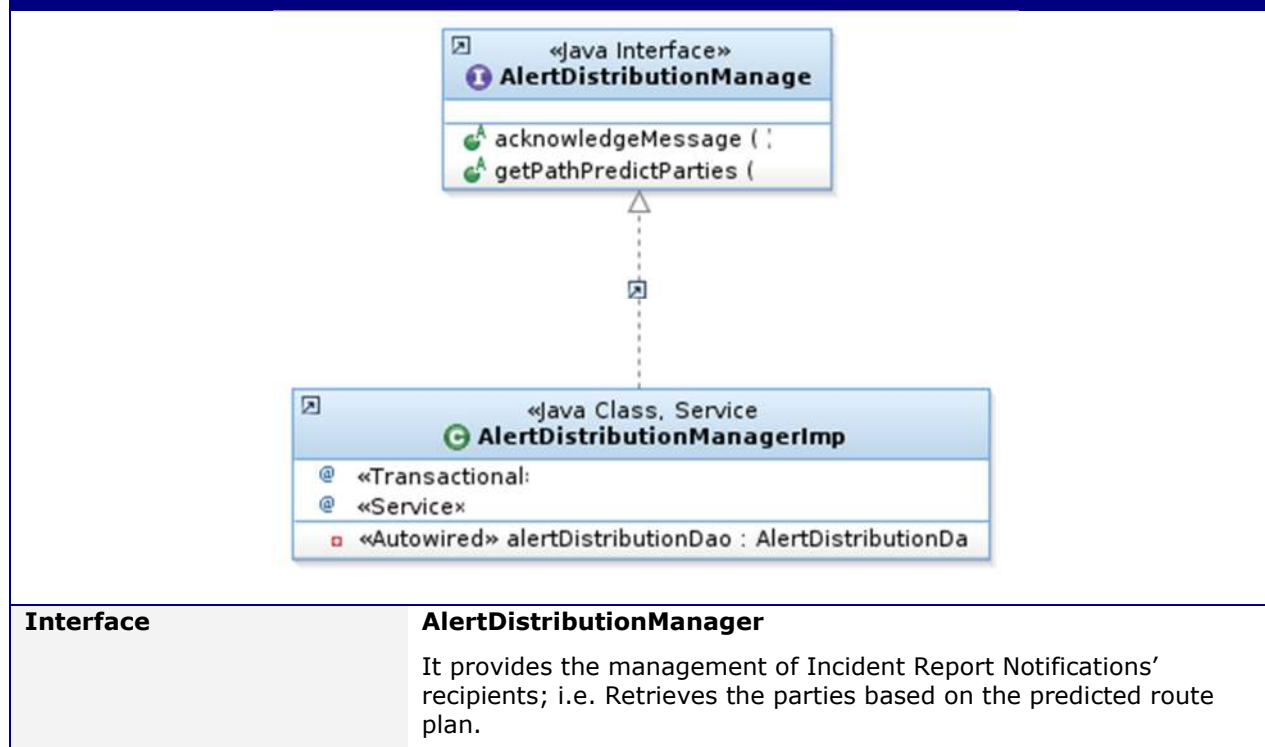 «Java Interface»
AlertDistributionManage
acknowledgeMessage (
getPathPredictParties (
«Java Class, Service
AlertDistributionManagerImp
@ «Transactional
@ «Service
«Autowired» alertDistributionDao : AlertDistributionDa
Interface
AlertDistributionManager
It provides the management of Incident Report Notifications’
recipients; i.e. Retrieves the parties based on the predicted route
plan.